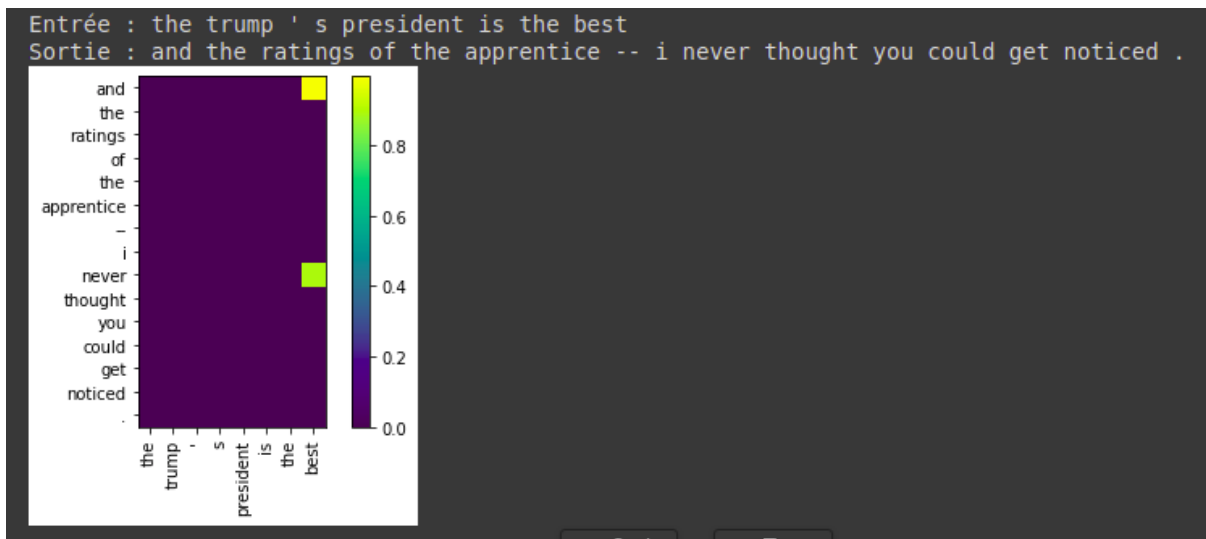 Entrée : the trump ' s president is the best
Sortie : and the ratings of the apprentice -- i never thought you could get noticed .
and
the
ratings
of
the
apprentice
--
i
never
thought
you
could
get
noticed
.
0.8
0.6
0.4
0.2
0.0
the
trump
'
s
president
is
the
best